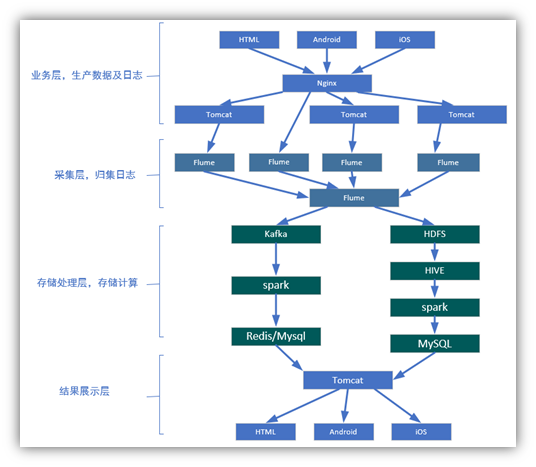 HTML
Android
iOS
业务层，生产数据及日志
Nginx
Tomcat
Tomcat
Tomcat
采集层，归集日志
Flume
Flume
Flume
Flume
Flume
Kafka
HDFS
HIVE
存储处理层，存储计算
spark
spark
Redis/Mysql
MySQL
Tomcat
结果展示层
HTML
Android
iOS